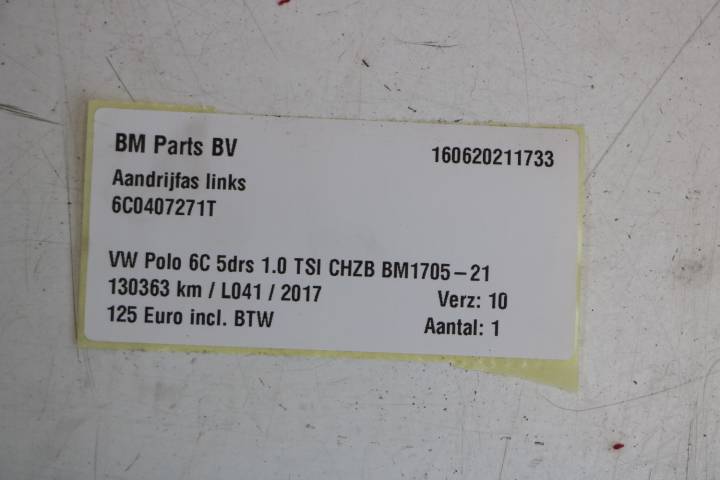 BM Parts BV 160620211733
Aandrijfas links
6C0407271T
VW Polo 6C 5drs 1.0 TSI CHZB BM1705-21
130363 km / L041 / 2017 Verz: 10
125 Euro incl. BTW Aantal: 1